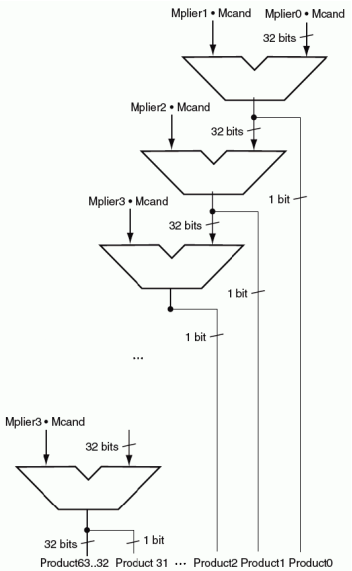 Mplier1 • Mcand Mplier0 • Mcand
32 bits
Mplier2 • Mcand
32 bits
1 bit
Mplier3 • Mcand
32 bits
1 bit
1 bit
...
Mplier3 • Mcand
32 bits
32 bits 1 bit
Product63..32 Product 31 ... Product2 Product1 Product0